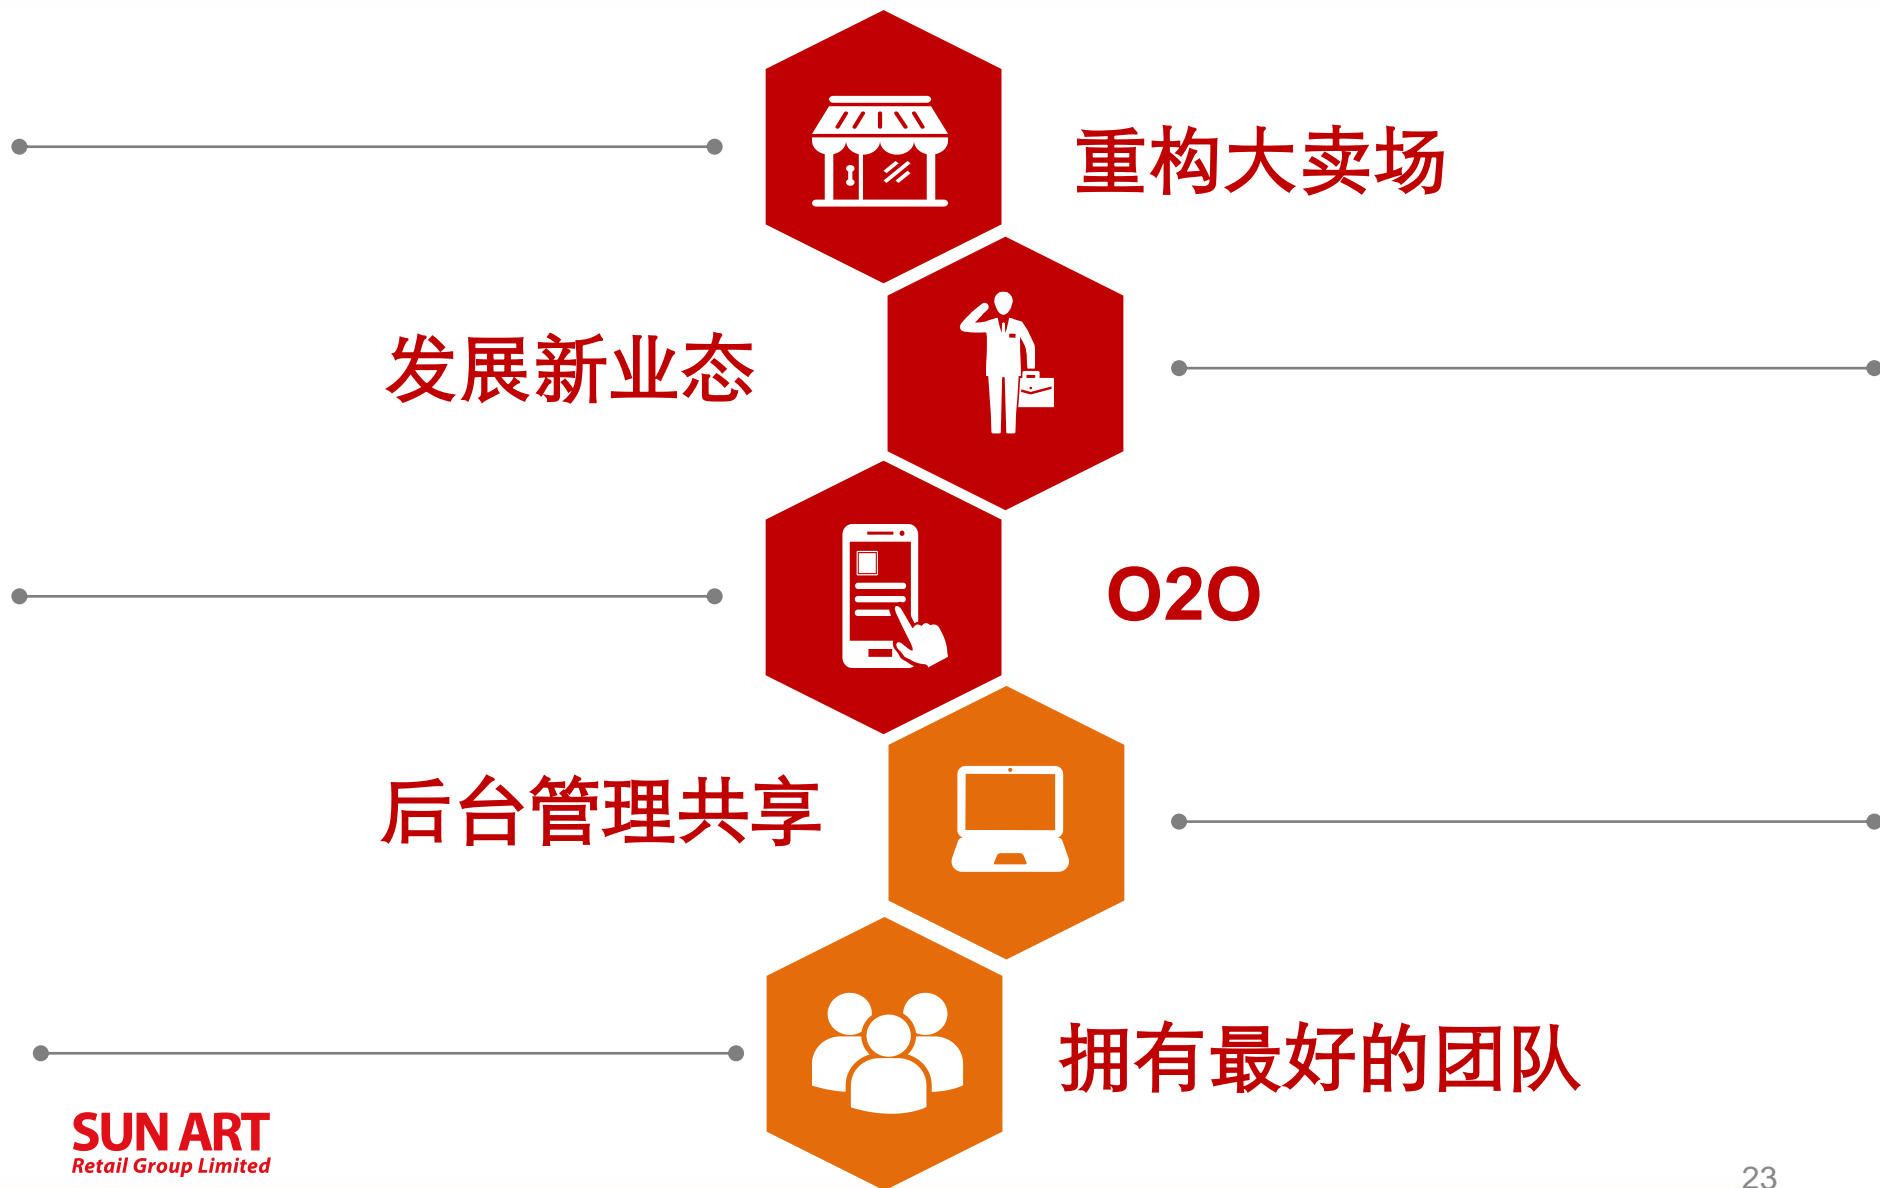 重构大卖场
发展新业态
O2O
后台管理共享
拥有最好的团队
SUN ART
Retail Group Limited
23